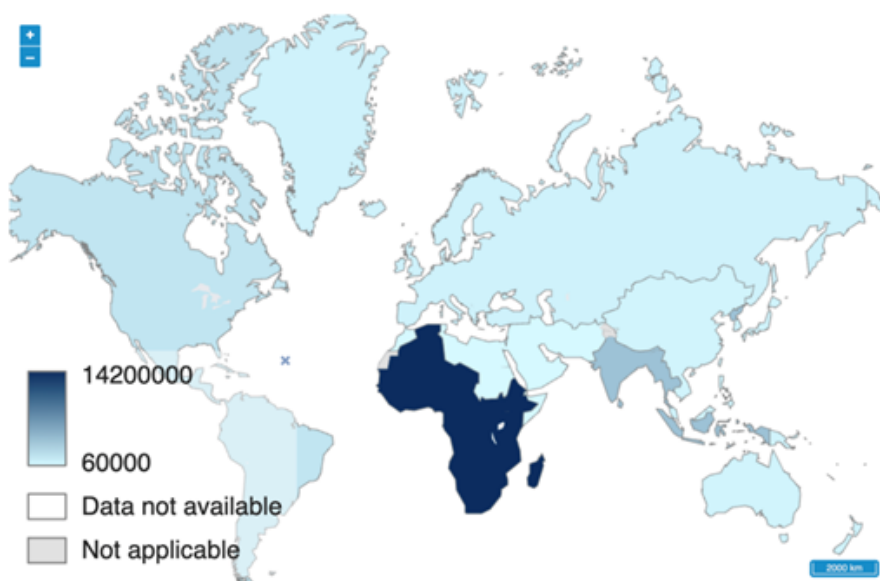 +
−
14200000
60000
Data not available
Not applicable
2000 km